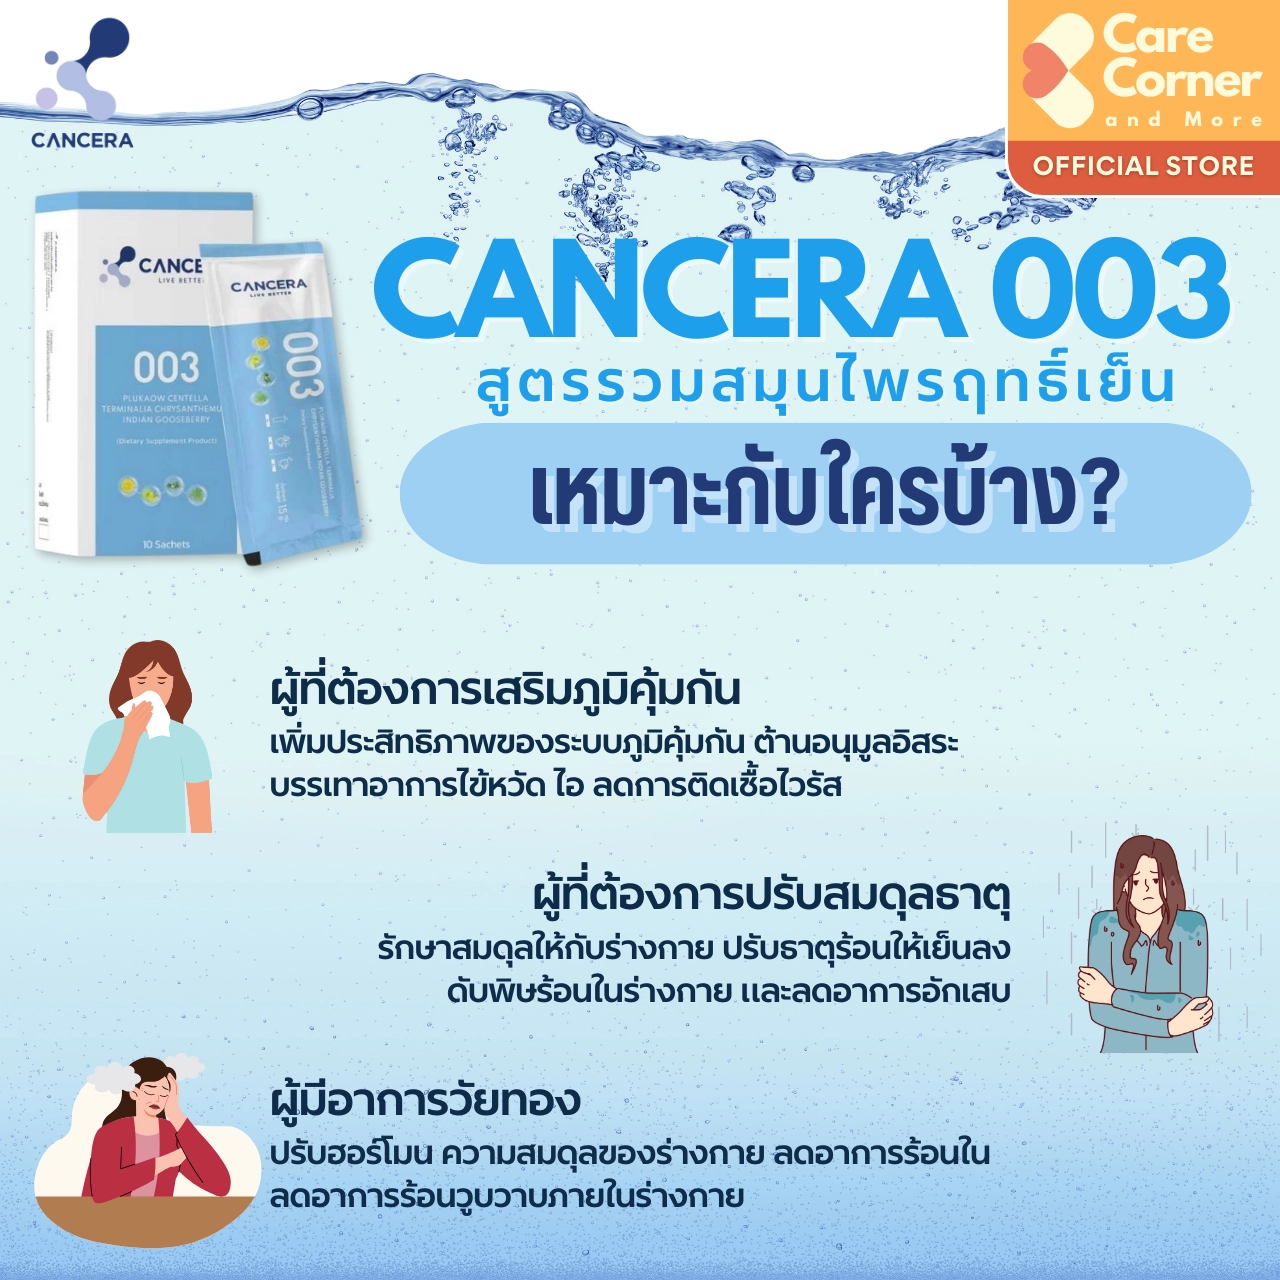 CANCERA
Care
Corner
and More
OFFICIAL STORE
CANCE
LIVE BETTE
003
PLUKAOW CENTELLA
TERMINALIA CHRYSANTHEMU
INDIAN GOOSEBERRY
(Dietary Supplement Product)
10 Sachets
CANCERA
LIVE BETTER
003
CANCERA 003
สูตรรวมสมุนไพรฤทธิ์เย็น
เหมาะกับใครบ้าง?
ผู้ที่ต้องการเสริมภูมิคุ้มกัน
เพิ่มประสิทธิภาพของระบบภูมิคุ้มกัน ต้านอนุมูลอิสระ
บรรเทาอาการไข้หวัด ไอ ลดการติดเชื้อไวรัส
ผู้ที่ต้องการปรับสมดุลธาตุ
รักษาสมดุลให้กับร่างกาย ปรับธาตุร้อนให้เย็นลง
ดับพิษร้อนในร่างกาย และลดอาการอักเสบ
ผู้มีอาการวัยทอง
ปรับฮอร์โมน ความสมดุลของร่างกาย ลดอาการร้อนใน
ลดอาการร้อนวูบวาบภายในร่างกาย